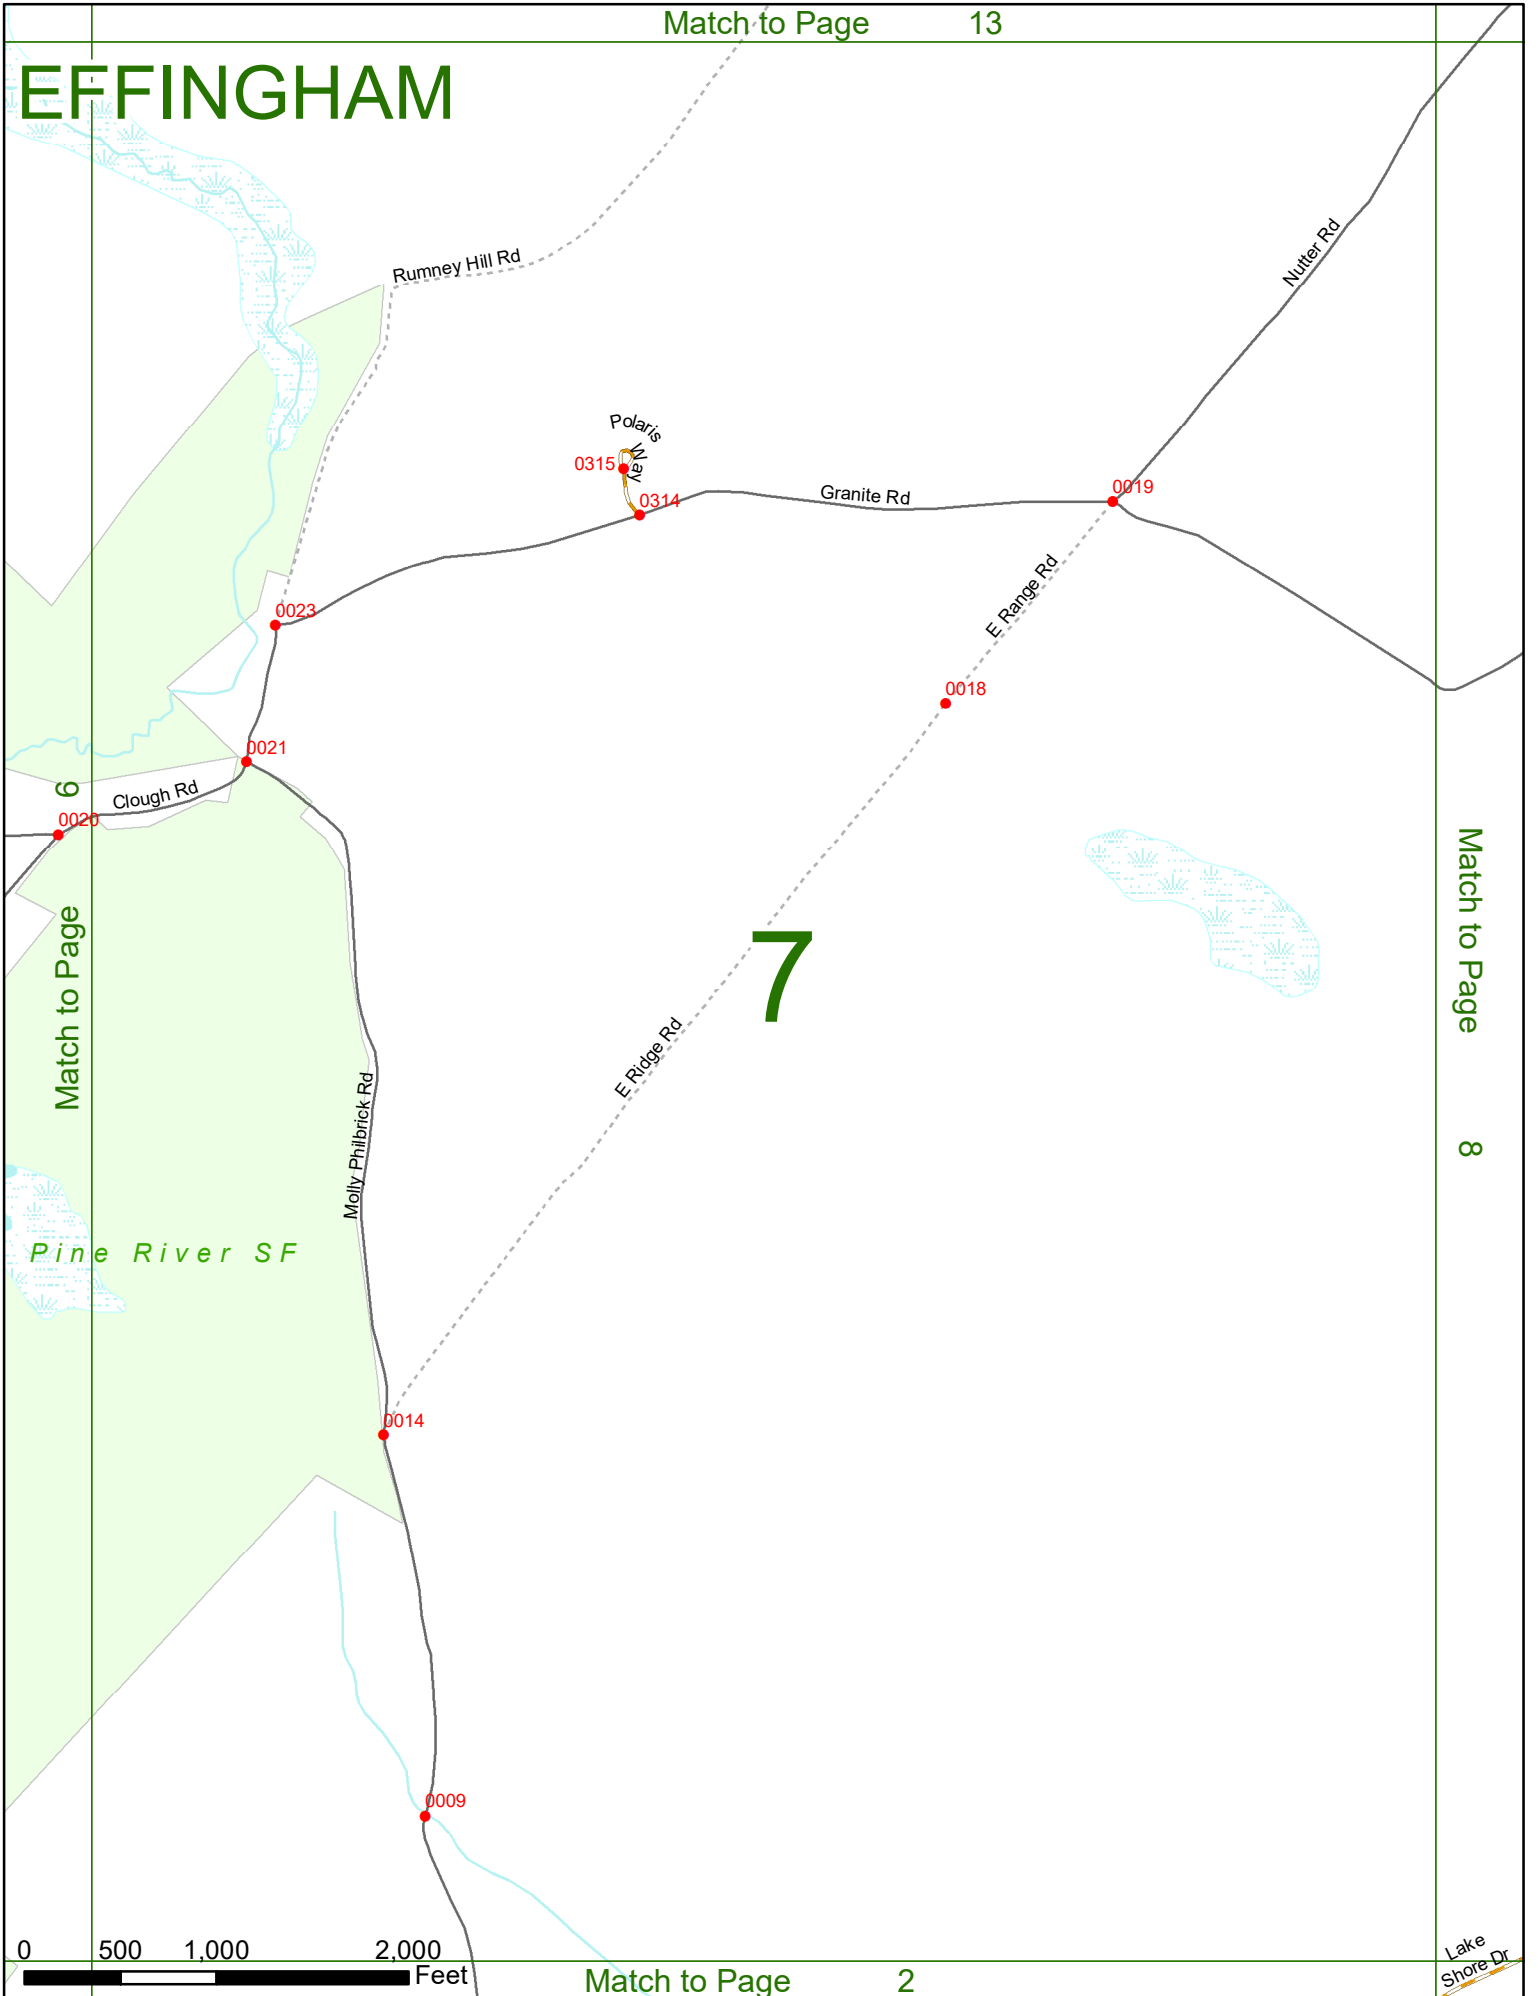 Match to Page 13
EFFINGHAM
Rumney Hill Rd
Nutter Rd
Polaris Way
0315
0314
Granite Rd
0019
E Range Rd
0023
0018
0021
Clough Rd
0020
Match to Page 6
7
Match to Page 8
E Ridge Rd
Molly Philbrick Rd
Pine River SF
0014
0009
0 500 1,000 2,000
Feet
Match to Page 2
Lake
Shore Dr